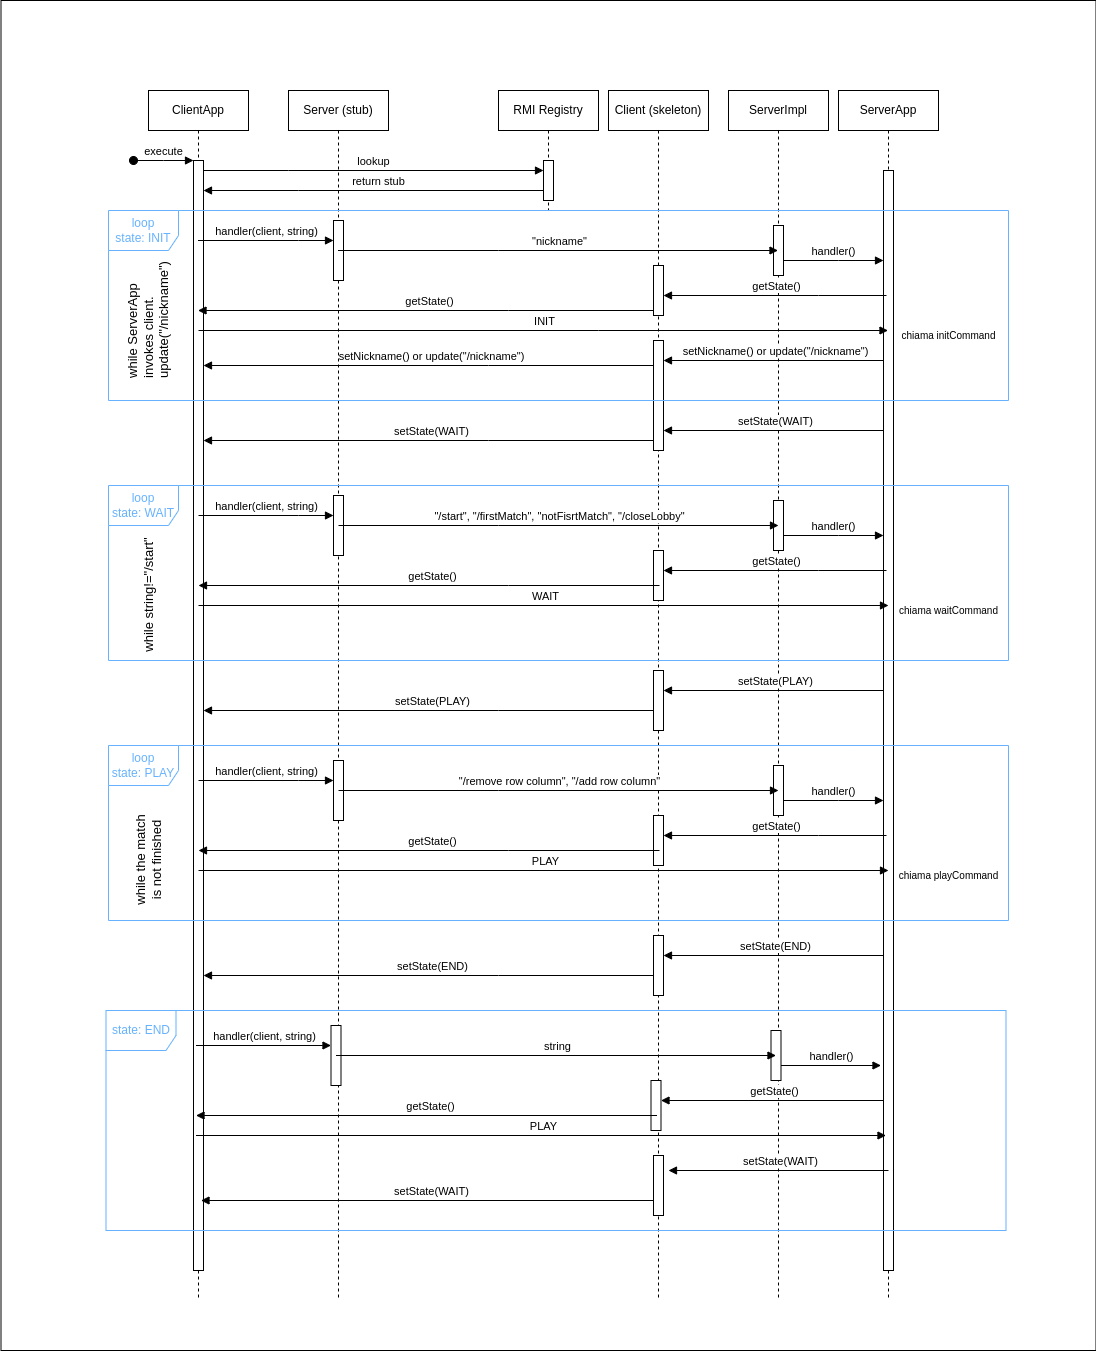 ClientApp
Server (stub)
RMI Registry
Client (skeleton)
ServerImpl
ServerApp
execute
lookup
return stub
loop
state: INIT
while ServerApp
invokes client.
update("/nickname")
handler(client, string)
"nickname"
handler()
getState()
getState()
INIT
chiama initCommand
setNickname() or update("/nickname")
setNickname() or update("/nickname")
setState(WAIT)
setState(WAIT)
loop
state: WAIT
while string!="/start"
handler(client, string)
"/start", "/firstMatch", "notFisrtMatch", "/closeLobby"
handler()
getState()
getState()
WAIT
chiama waitCommand
setState(PLAY)
setState(PLAY)
loop
state: PLAY
while the match
is not finished
handler(client, string)
"/remove row column", "/add row column"
handler()
getState()
getState()
PLAY
chiama playCommand
setState(END)
setState(END)
state: END
handler(client, string)
string
handler()
getState()
getState()
PLAY
setState(WAIT)
setState(WAIT)